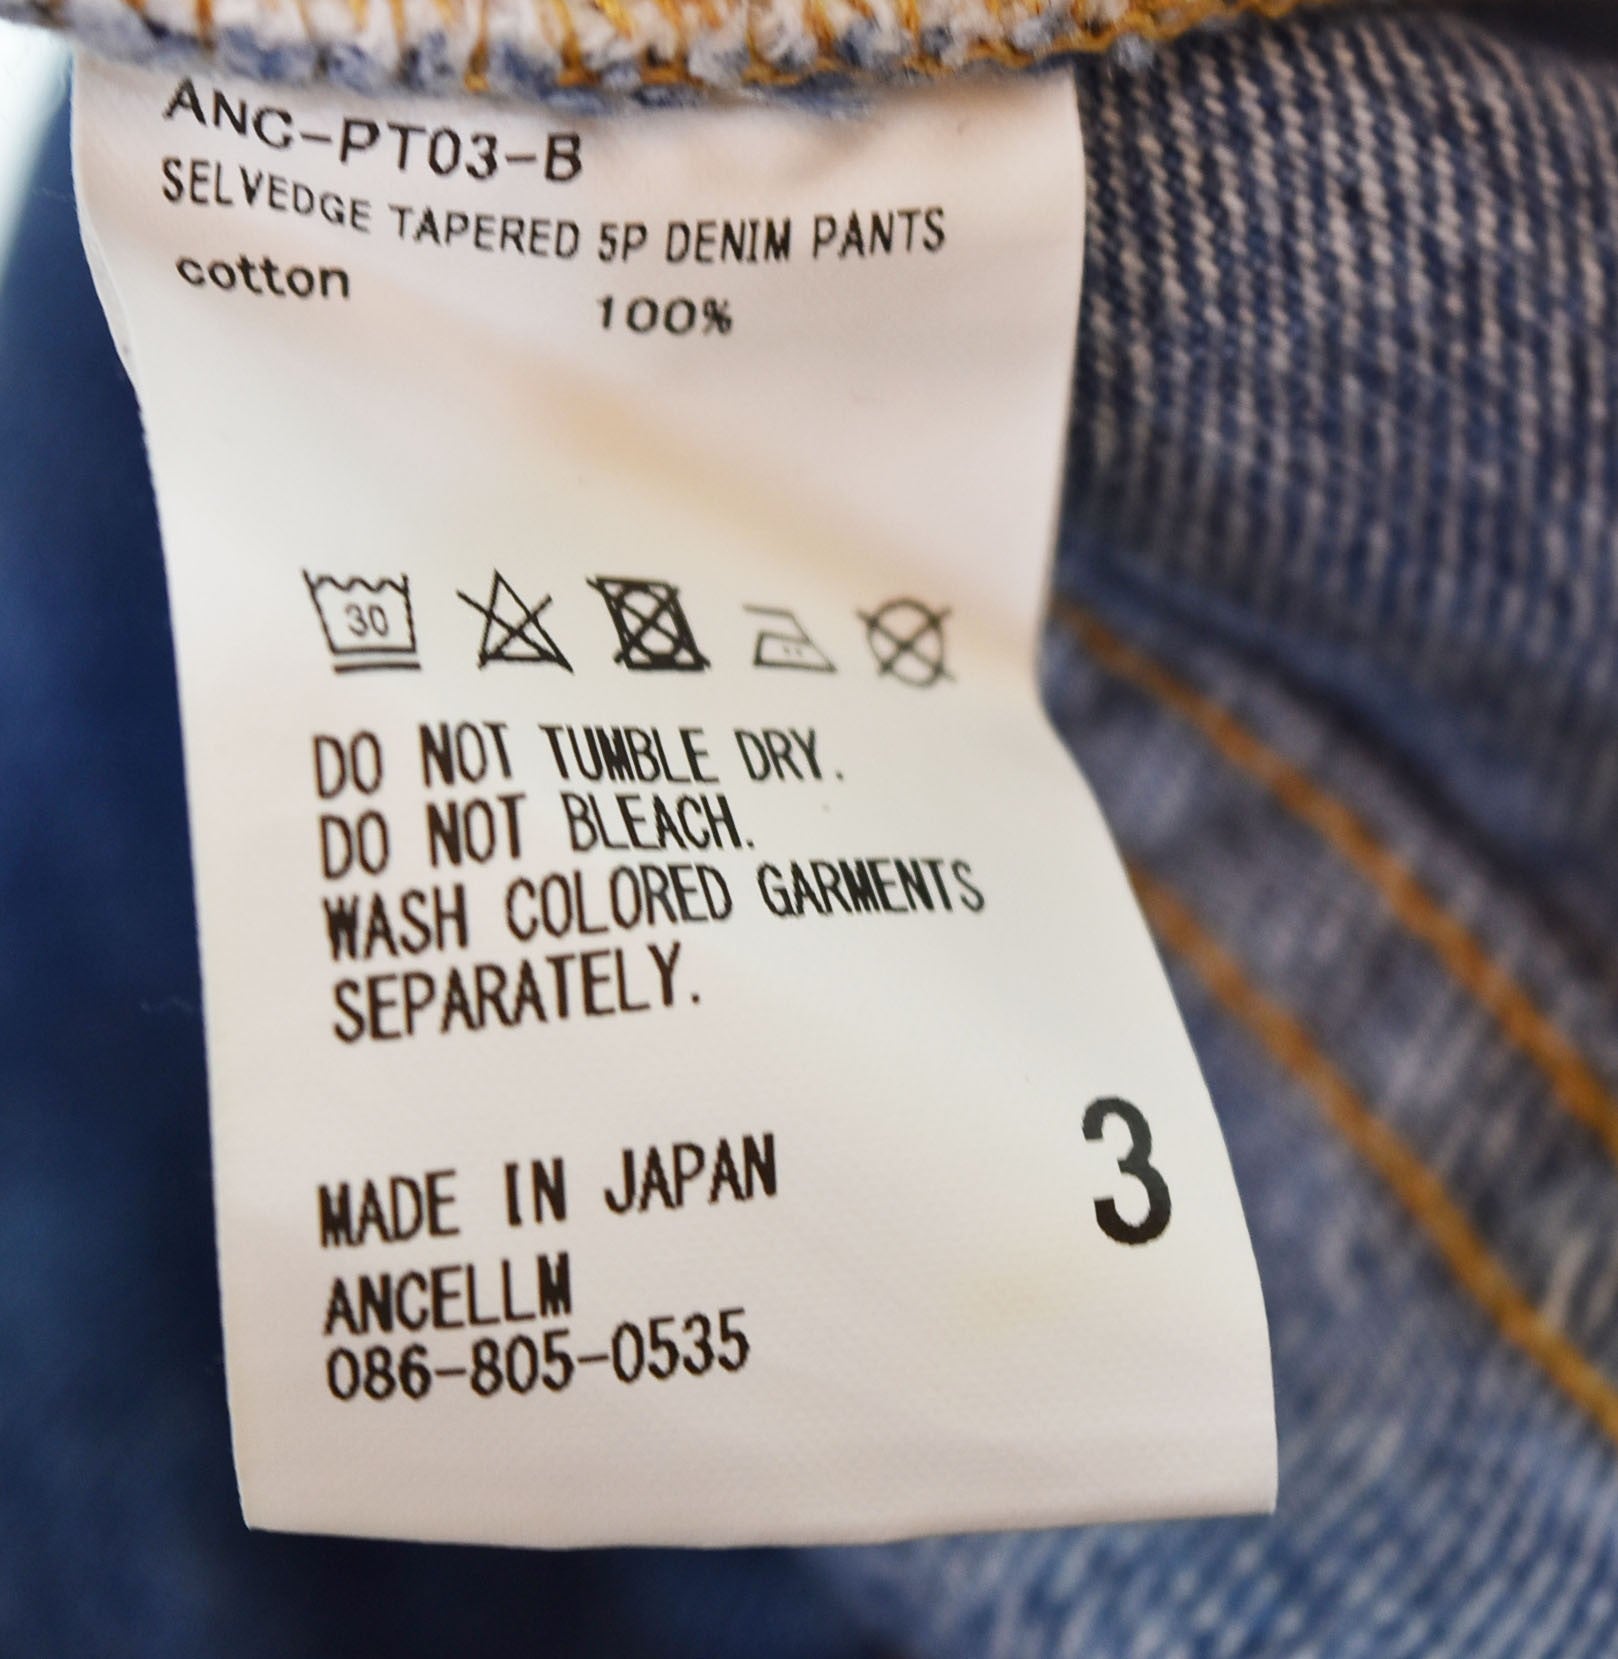 ANC-PT03-B
SELVEDGE TAPERED 5P DENIM PANTS
cotton 100%
30
DO NOT TUMBLE DRY.
DO NOT BLEACH.
WASH COLORED GARMENTS
SEPARATELY.
3
MADE IN JAPAN
ANCELLM
086-805-0535